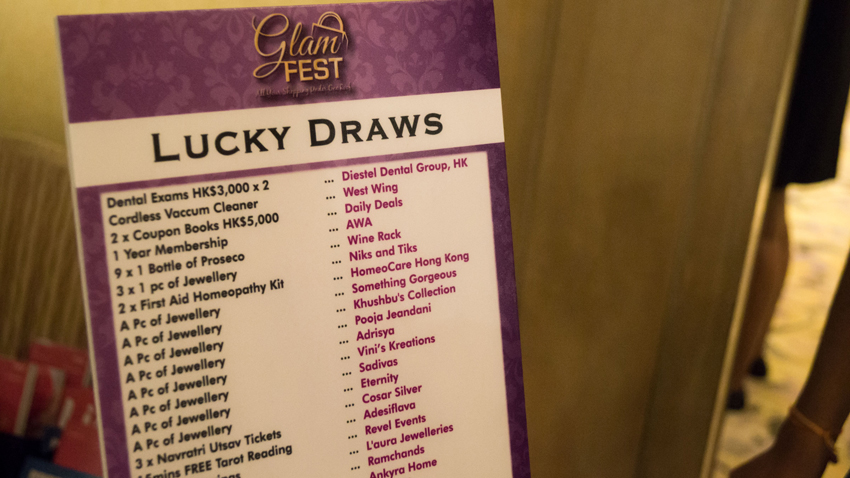 Glam
FEST
LUCKY DRAWS
Dental Exams HK$3,000 x 2 ... Diestel Dental Group, HK
Cordless Vaccum Cleaner ... West Wing
2 x Coupon Books HK$5,000 ... Daily Deals
1 Year Membership ... AWA
9 x 1 Bottle of Proseco ... Wine Rack
3 x 1 pc of Jewellery ... Niks and Tiks
2 x First Aid Homeopathy Kit ... HomeoCare Hong Kong
A Pc of Jewellery ... Something Gorgeous
A Pc of Jewellery ... Khushbu's Collection
A Pc of Jewellery ... Pooja Jeandani
A Pc of Jewellery ... Adrisya
A Pc of Jewellery ... Vini's Kreations
A Pc of Jewellery ... Sadivas
A Pc of Jewellery ... Eternity
A Pc of Jewellery ... Cosar Silver
3 x Navratri Utsav Tickets ... Adesiflava
FREE Tarot Reading ... Revel Events
... L'aura Jewelleries
... Ramchands
Ankyra Home